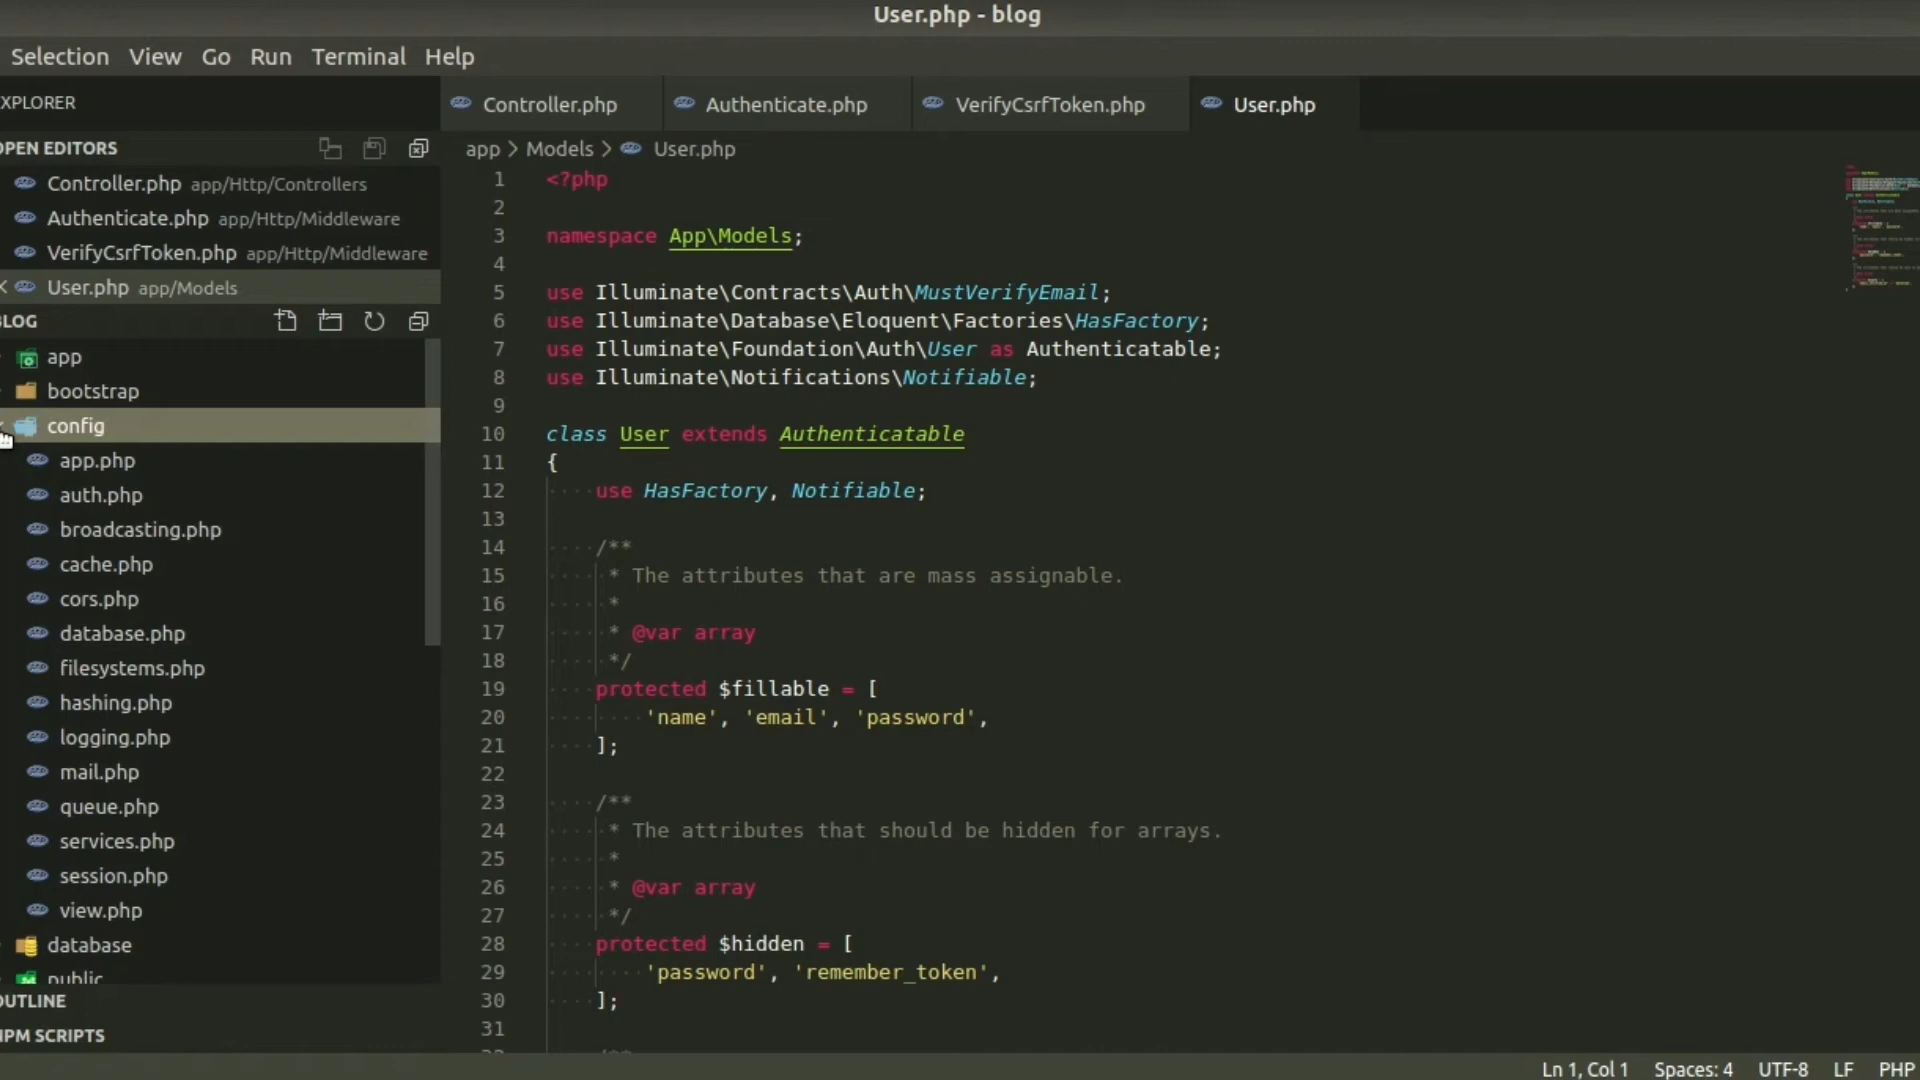 User.php - blog
Selection View Go Run Terminal Help
XPLORER
OPEN EDITORS
Controller.php app/Http/Controllers
Authenticate.php app/Http/Middleware
VerifyCsrfToken.php app/Http/Middleware
User.php app/Models
BLOG
app
bootstrap
config
app.php
auth.php
broadcasting.php
cache.php
cors.php
database.php
filesystems.php
hashing.php
logging.php
mail.php
queue.php
services.php
session.php
view.php
database
public
OUTLINE
NPM SCRIPTS
Controller.php Authenticate.php VerifyCsrfToken.php User.php
app > Models > User.php
1 <?php
2
3 namespace App\Models;
4
5 use Illuminate\Contracts\Auth\MustVerifyEmail;
6 use Illuminate\Database\Eloquent\Factories\HasFactory;
7 use Illuminate\Foundation\Auth\User as Authenticatable;
8 use Illuminate\Notifications\Notifiable;
9
10 class User extends Authenticatable
11 {
12 use HasFactory, Notifiable;
13
14 /**
15 * The attributes that are mass assignable.
16 *
17 * @var array
18 */
19 protected $fillable = [
20 'name', 'email', 'password',
21 ];
22
23 /**
24 * The attributes that should be hidden for arrays.
25 *
26 * @var array
27 */
28 protected $hidden = [
29 'password', 'remember_token',
30 ];
31
32 /**
Ln 1, Col 1 Spaces: 4 UTF-8 LF PHP